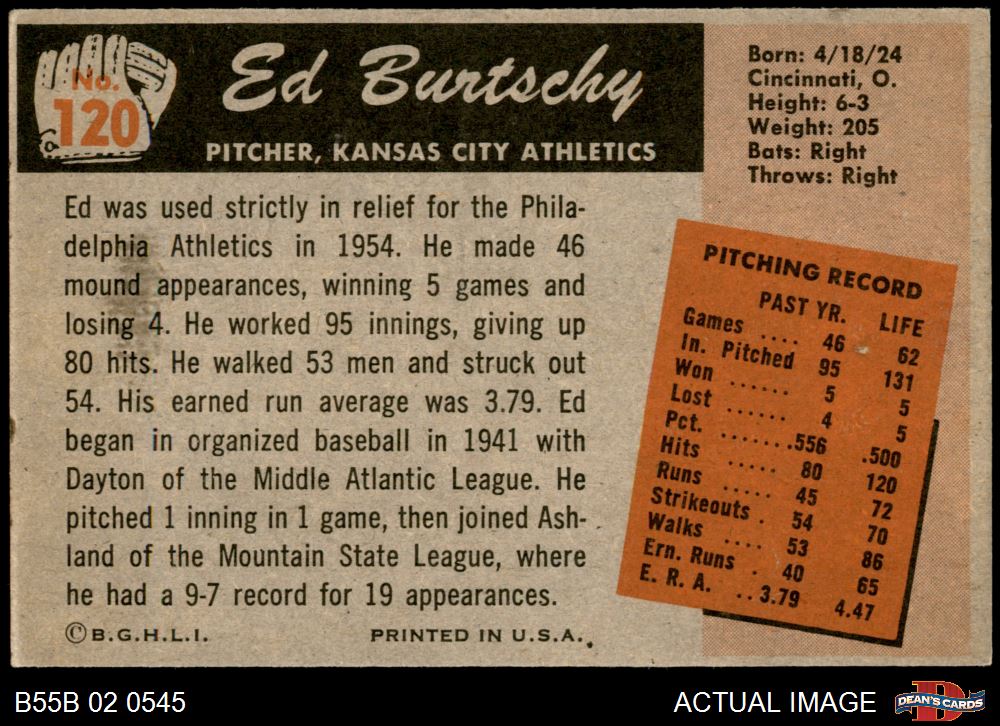 No.
120
Ed Burtschy
PITCHER, KANSAS CITY ATHLETICS
Born: 4/18/24
Cincinnati, O.
Height: 6-3
Weight: 205
Bats: Right
Throws: Right
Ed was used strictly in relief for the Phila-
delphia Athletics in 1954. He made 46
mound appearances, winning 5 games and
losing 4. He worked 95 innings, giving up
80 hits. He walked 53 men and struck out
54. His earned run average was 3.79. Ed
began in organized baseball in 1941 with
Dayton of the Middle Atlantic League. He
pitched 1 inning in 1 game, then joined Ash-
land of the Mountain State League, where
he had a 9-7 record for 19 appearances.
PITCHING RECORD
PAST YR. LIFE
Games .... 46 62
In. Pitched 95 131
Won ...... 5 5
Lost ...... 4 5
Pct. .......556 .500
Hits ..... 80 120
Runs ..... 45 72
Strikeouts . 54 70
Walks .... 53 86
Ern. Runs . 40 65
E. R. A. ..3.79 4.47
©B.G.H.L.I. PRINTED IN U.S.A.
B55B 02 0545 ACTUAL IMAGE D DEAN'S CARDS